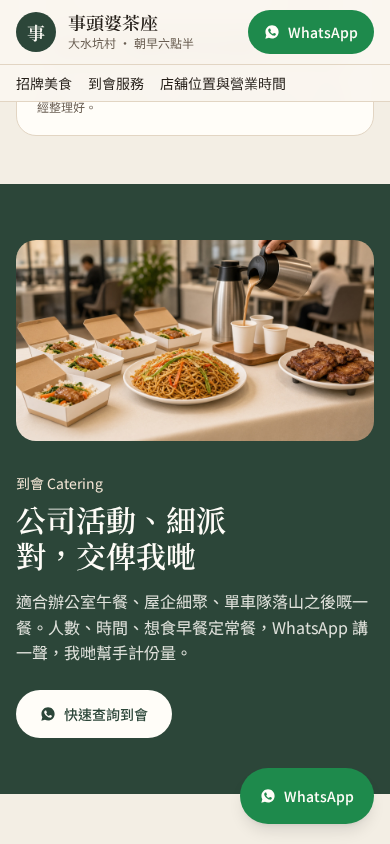 事
事頭婆茶座
大水坑村 • 朝早六點半
WhatsApp
招牌美食 到會服務 店舖位置與營業時間
經整理好。
到會 Catering
公司活動、細派
對，交俾我哋
適合辦公室午餐、屋企細聚、單車隊落山之後嘅一
餐。人數、時間、想食早餐定常餐，WhatsApp 講
一聲，我哋幫手計份量。
快速查詢到會
WhatsApp